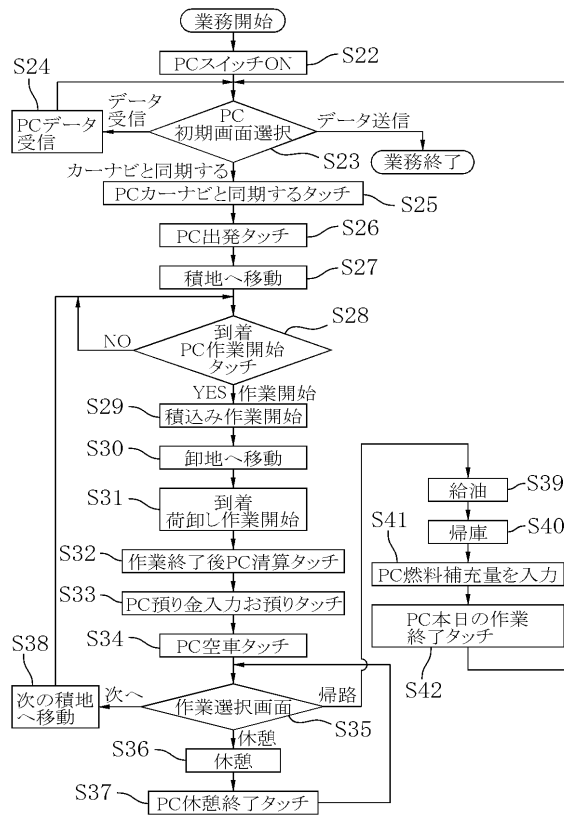 業務開始
PCスイッチON
S22
S24
PCデータ
受信
データ
受信
PC
初期画面選択
データ送信
S23
業務終了
カーナビと同期する
PCカーナビと同期するタッチ
S25
PC出発タッチ
S26
積地へ移動
S27
S28
NO
到着
PC作業開始
タッチ
YES 作業開始
S29
積込み作業開始
S30
卸地へ移動
S31
到着
荷卸し作業開始
S32
作業終了後PC清算タッチ
S33
PC預り金入力お預りタッチ
S34
PC空車タッチ
S38
次の積地
へ移動
次へ
作業選択画面
帰路
S35
休憩
S36
休憩
S37
PC休憩終了タッチ
給油
S39
帰庫
S40
S41
PC燃料補充量を入力
PC本日の作業
終了タッチ
S42